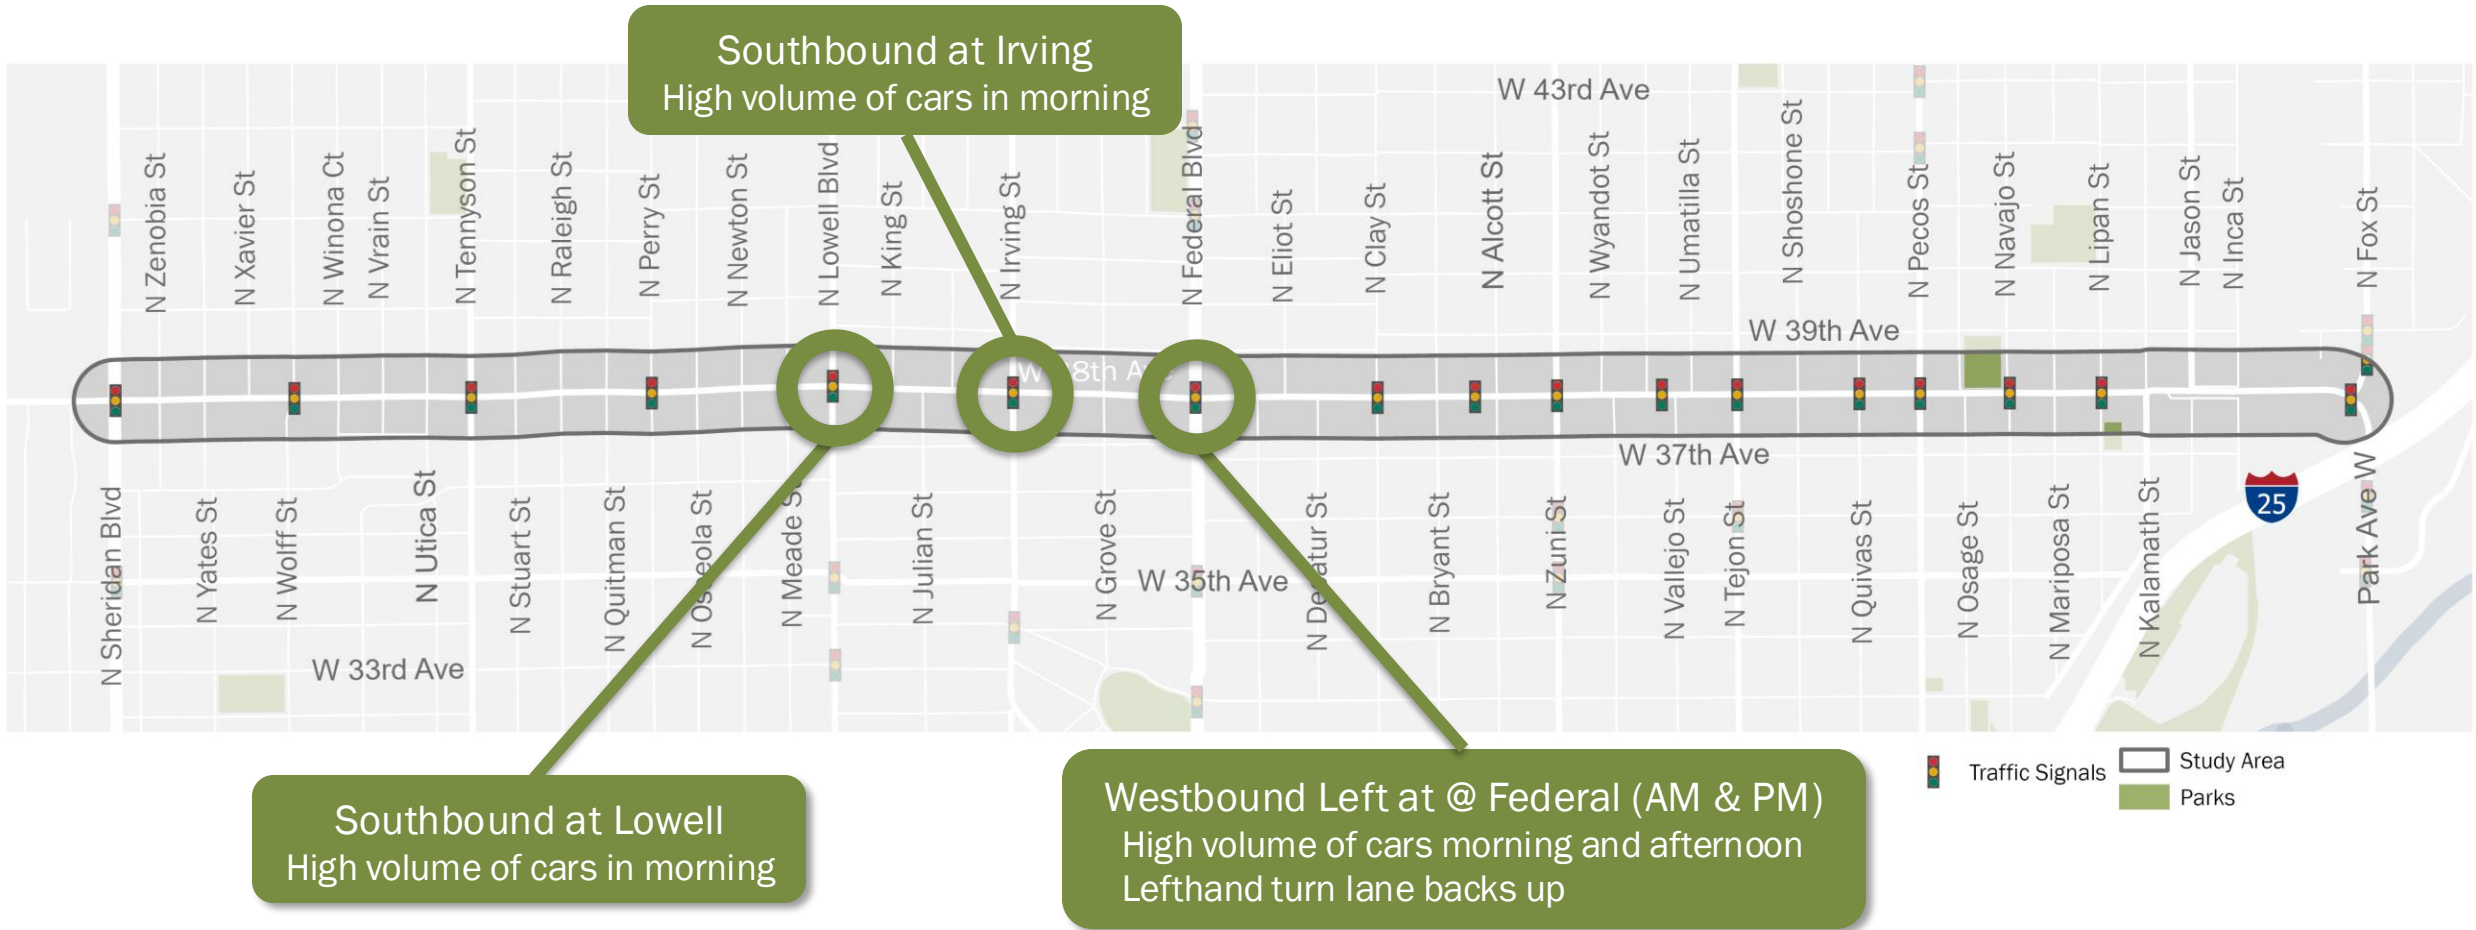 Southbound at Irving
High volume of cars in morning
W 43rd Ave
N Zenobia St
N Xavier St
N Winona Ct
N Vrain St
N Tennyson St
N Raleigh St
N Perry St
N Newton St
N Lowell Blvd
N King St
N Irving St
N Federal Blvd
N Eliot St
N Clay St
N Alcott St
N Wyandot St
N Umatilla St
N Shoshone St
N Pecos St
N Navajo St
N Lipan St
N Jason St
N Inca St
N Fox St
W 39th Ave
W 38th Ave
W 37th Ave
N Sheridan Blvd
N Yates St
N Wolff St
N Utica St
N Stuart St
N Quitman St
N Osceola St
N Meade St
N Julian St
N Grove St
W 35th Ave
N Decatur St
N Bryant St
N Zuni St
N Vallejo St
N Tejon St
N Quivas St
N Osage St
N Mariposa St
N Kalamath St
25
Park Ave W
W 33rd Ave
Southbound at Lowell
High volume of cars in morning
Westbound Left at @ Federal (AM & PM)
High volume of cars morning and afternoon
Lefthand turn lane backs up
Traffic Signals
Study Area
Parks